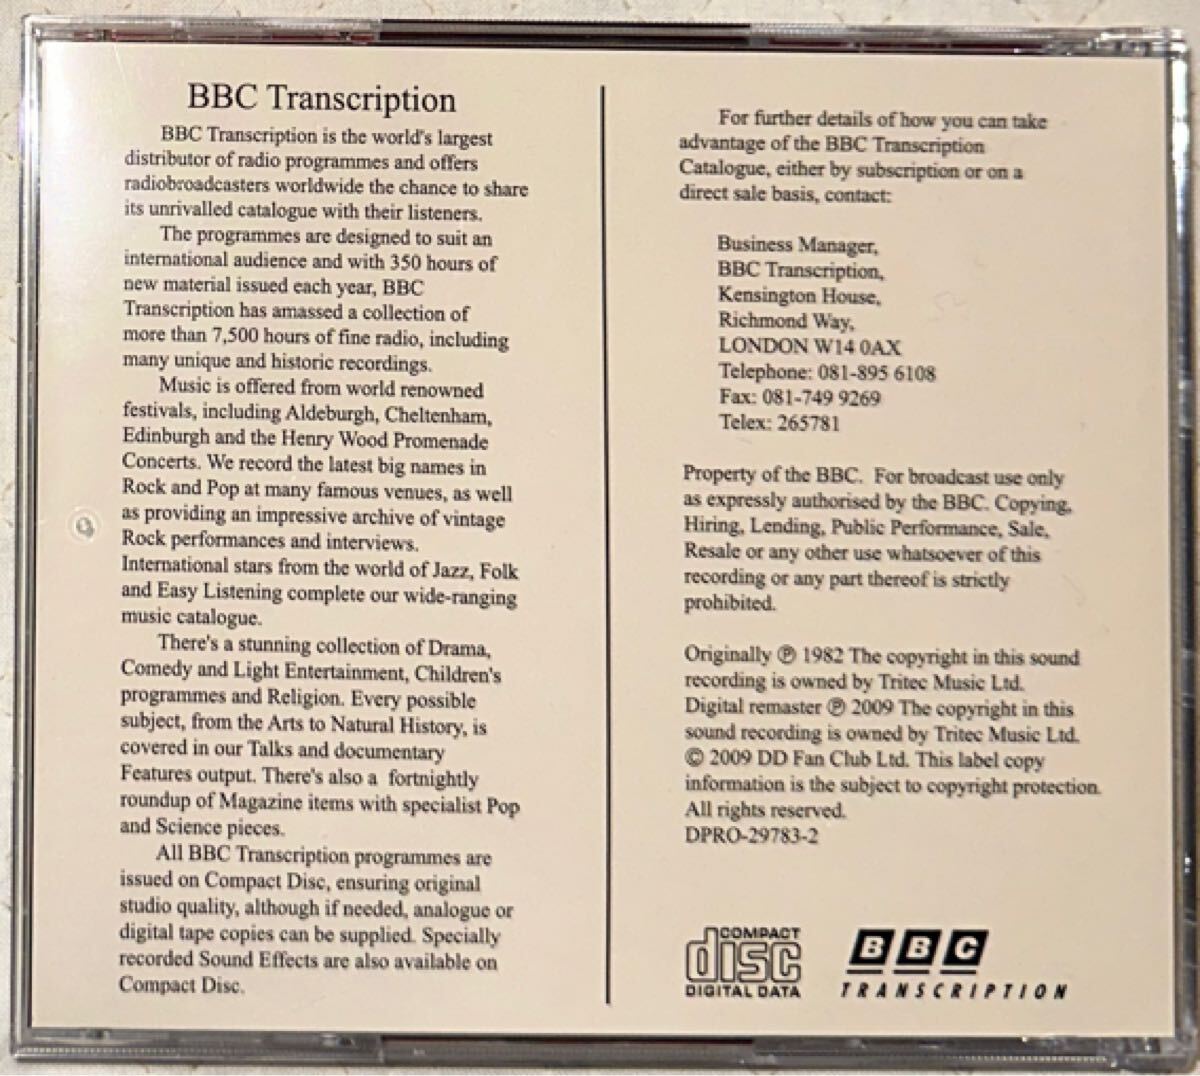 BBC Transcription
BBC Transcription is the world's largest
distributor of radio programmes and offers
radiobroadcasters worldwide the chance to share
its unrivalled catalogue with their listeners.
The programmes are designed to suit an
international audience and with 350 hours of
new material issued each year, BBC
Transcription has amassed a collection of
more than 7,500 hours of fine radio, including
many unique and historic recordings.
Music is offered from world renowned
festivals, including Aldeburgh, Cheltenham,
Edinburgh and the Henry Wood Promenade
Concerts. We record the latest big names in
Rock and Pop at many famous venues, as well
as providing an impressive archive of vintage
Rock performances and interviews.
International stars from the world of Jazz, Folk
and Easy Listening complete our wide-ranging
music catalogue.
There's a stunning collection of Drama,
Comedy and Light Entertainment, Children's
programmes and Religion. Every possible
subject, from the Arts to Natural History, is
covered in our Talks and documentary
Features output. There's also a fortnightly
roundup of Magazine items with specialist Pop
and Science pieces.
All BBC Transcription programmes are
issued on Compact Disc, ensuring original
studio quality, although if needed, analogue or
digital tape copies can be supplied. Specially
recorded Sound Effects are also available on
Compact Disc.
For further details of how you can take
advantage of the BBC Transcription
Catalogue, either by subscription or on a
direct sale basis, contact:
Business Manager,
BBC Transcription,
Kensington House,
Richmond Way,
LONDON W14 0AX
Telephone: 081-895 6108
Fax: 081-749 9269
Telex: 265781
Property of the BBC. For broadcast use only
as expressly authorised by the BBC. Copying,
Hiring, Lending, Public Performance, Sale,
Resale or any other use whatsoever of this
recording or any part thereof is strictly
prohibited.
Originally ℗ 1982 The copyright in this sound
recording is owned by Tritec Music Ltd.
Digital remaster ℗ 2009 The copyright in this
sound recording is owned by Tritec Music Ltd.
© 2009 DD Fan Club Ltd. This label copy
information is the subject to copyright protection.
All rights reserved.
DPRO-29783-2
COMPACT
disc
DIGITAL DATA
BBC
TRANSCRIPTION